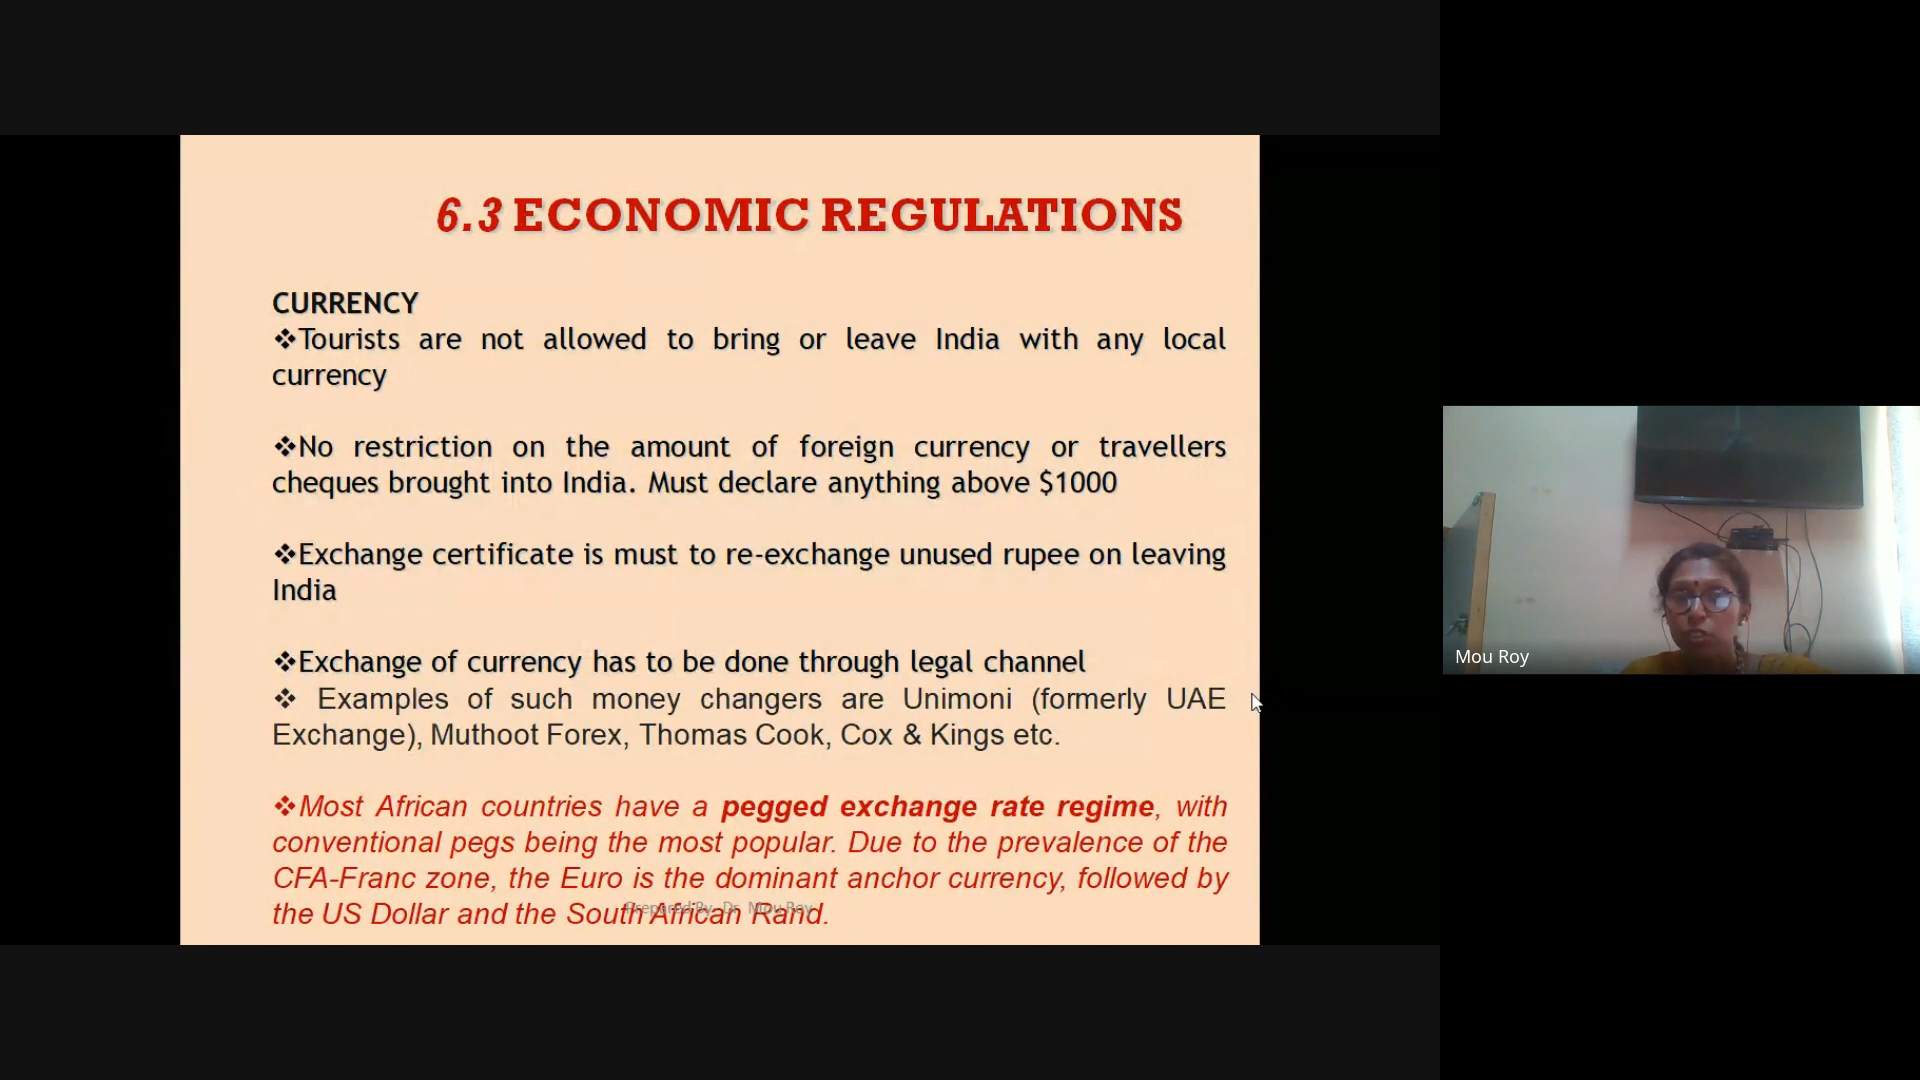 6.3 ECONOMIC REGULATIONS
CURRENCY
❖Tourists are not allowed to bring or leave India with any local
currency
❖No restriction on the amount of foreign currency or travellers
cheques brought into India. Must declare anything above $1000
❖Exchange certificate is must to re-exchange unused rupee on leaving
India
❖Exchange of currency has to be done through legal channel
❖ Examples of such money changers are Unimoni (formerly UAE
Exchange), Muthoot Forex, Thomas Cook, Cox & Kings etc.
❖Most African countries have a pegged exchange rate regime, with
conventional pegs being the most popular. Due to the prevalence of the
CFA-Franc zone, the Euro is the dominant anchor currency, followed by
the US Dollar and the South African Rand.
Prepared By, Dr. Mou Roy
Mou Roy